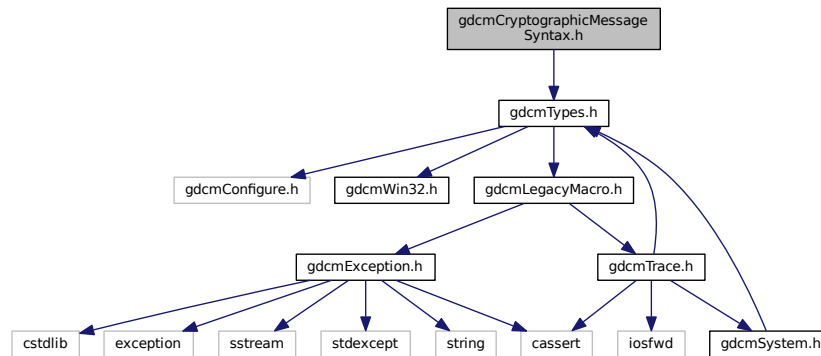 gdcmCryptographicMessage
Syntax.h
gdcmTypes.h
gdcmConfigure.h
gdcmWin32.h
gdcmLegacyMacro.h
gdcmException.h
gdcmTrace.h
cstdlib
exception
sstream
stdexcept
string
cassert
iosfwd
gdcmSystem.h